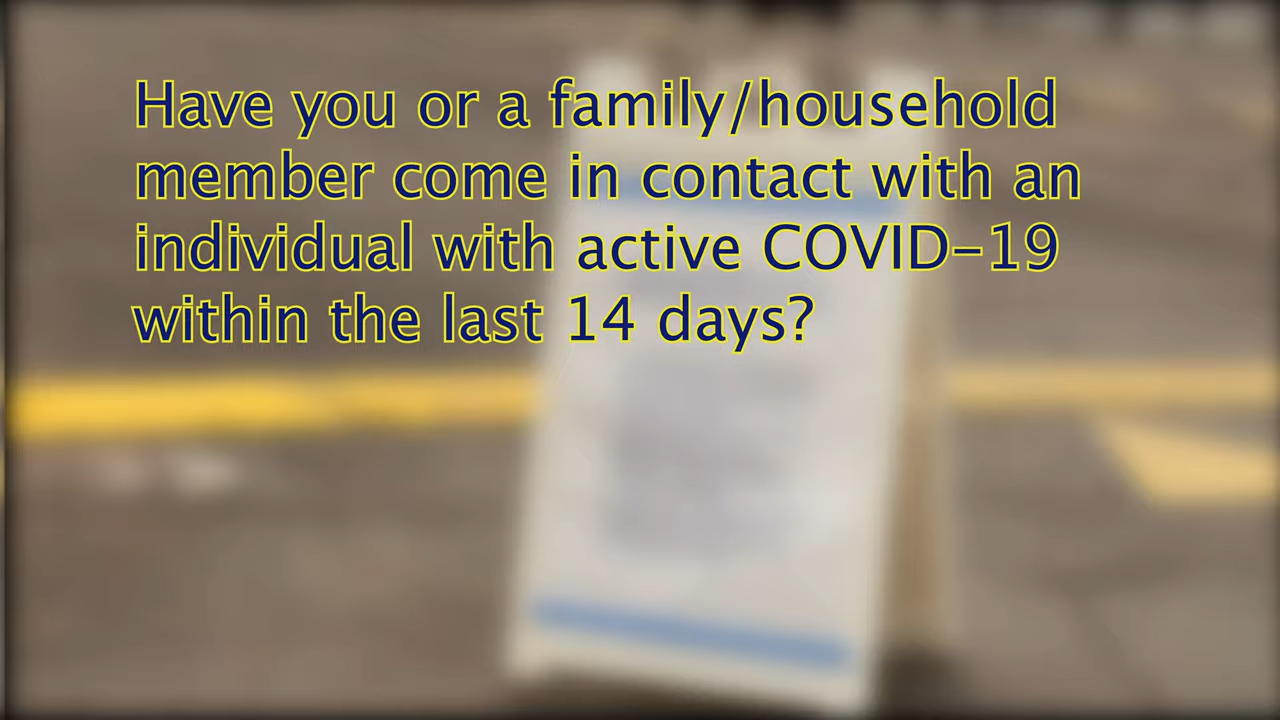 Have you or a family/household
member come in contact with an
individual with active COVID-19
within the last 14 days?